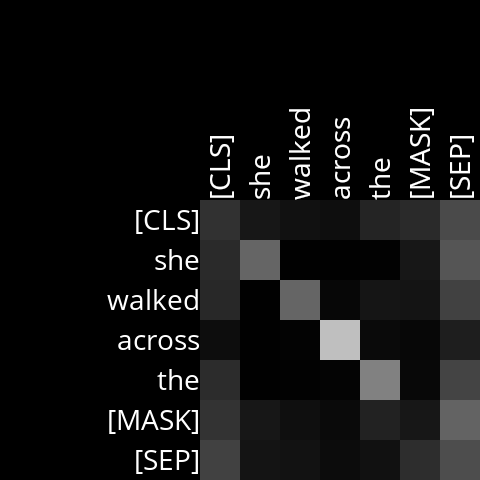 [CLS]
she
walked
across
the
[MASK]
[SEP]
[CLS]
she
walked
across
the
[MASK]
[SEP]